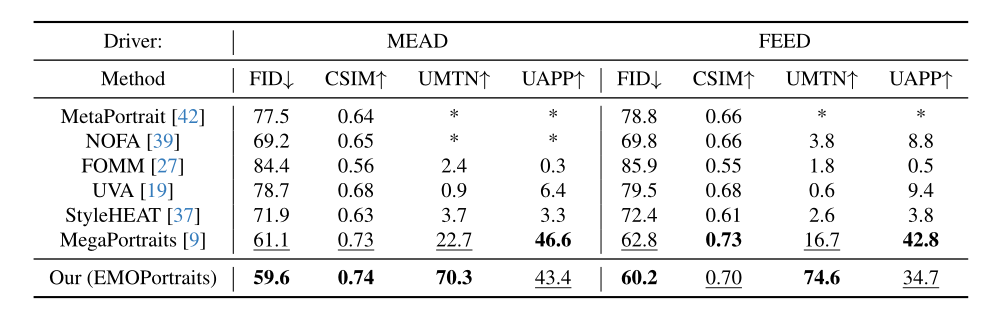 Driver: MEAD FEED
Method FID↓ CSIM↑ UMTN↑ UAPP↑ FID↓ CSIM↑ UMTN↑ UAPP↑
MetaPortrait [42] 77.5 0.64 * * 78.8 0.66 * *
NOFA [39] 69.2 0.65 * * 69.8 0.66 3.8 8.8
FOMM [27] 84.4 0.56 2.4 0.3 85.9 0.55 1.8 0.5
UVA [19] 78.7 0.68 0.9 6.4 79.5 0.68 0.6 9.4
StyleHEAT [37] 71.9 0.63 3.7 3.3 72.4 0.61 2.6 3.8
MegaPortraits [9] 61.1 0.73 22.7 46.6 62.8 0.73 16.7 42.8
Our (EMOPortraits) 59.6 0.74 70.3 43.4 60.2 0.70 74.6 34.7